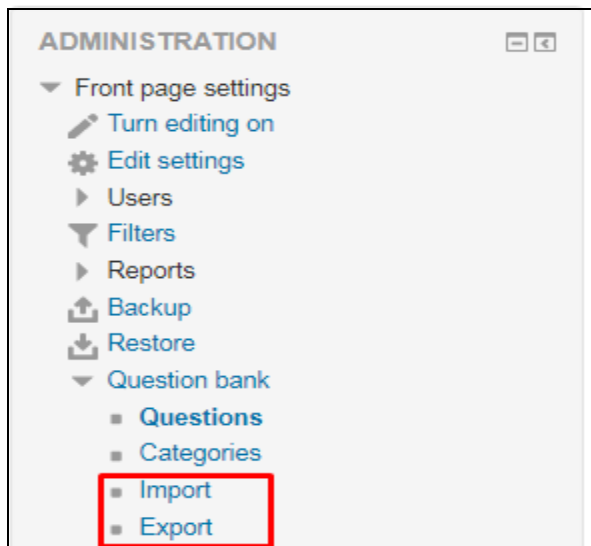 ADMINISTRATION
Front page settings
Turn editing on
Edit settings
Users
Filters
Reports
Backup
Restore
Question bank
Questions
Categories
Import
Export